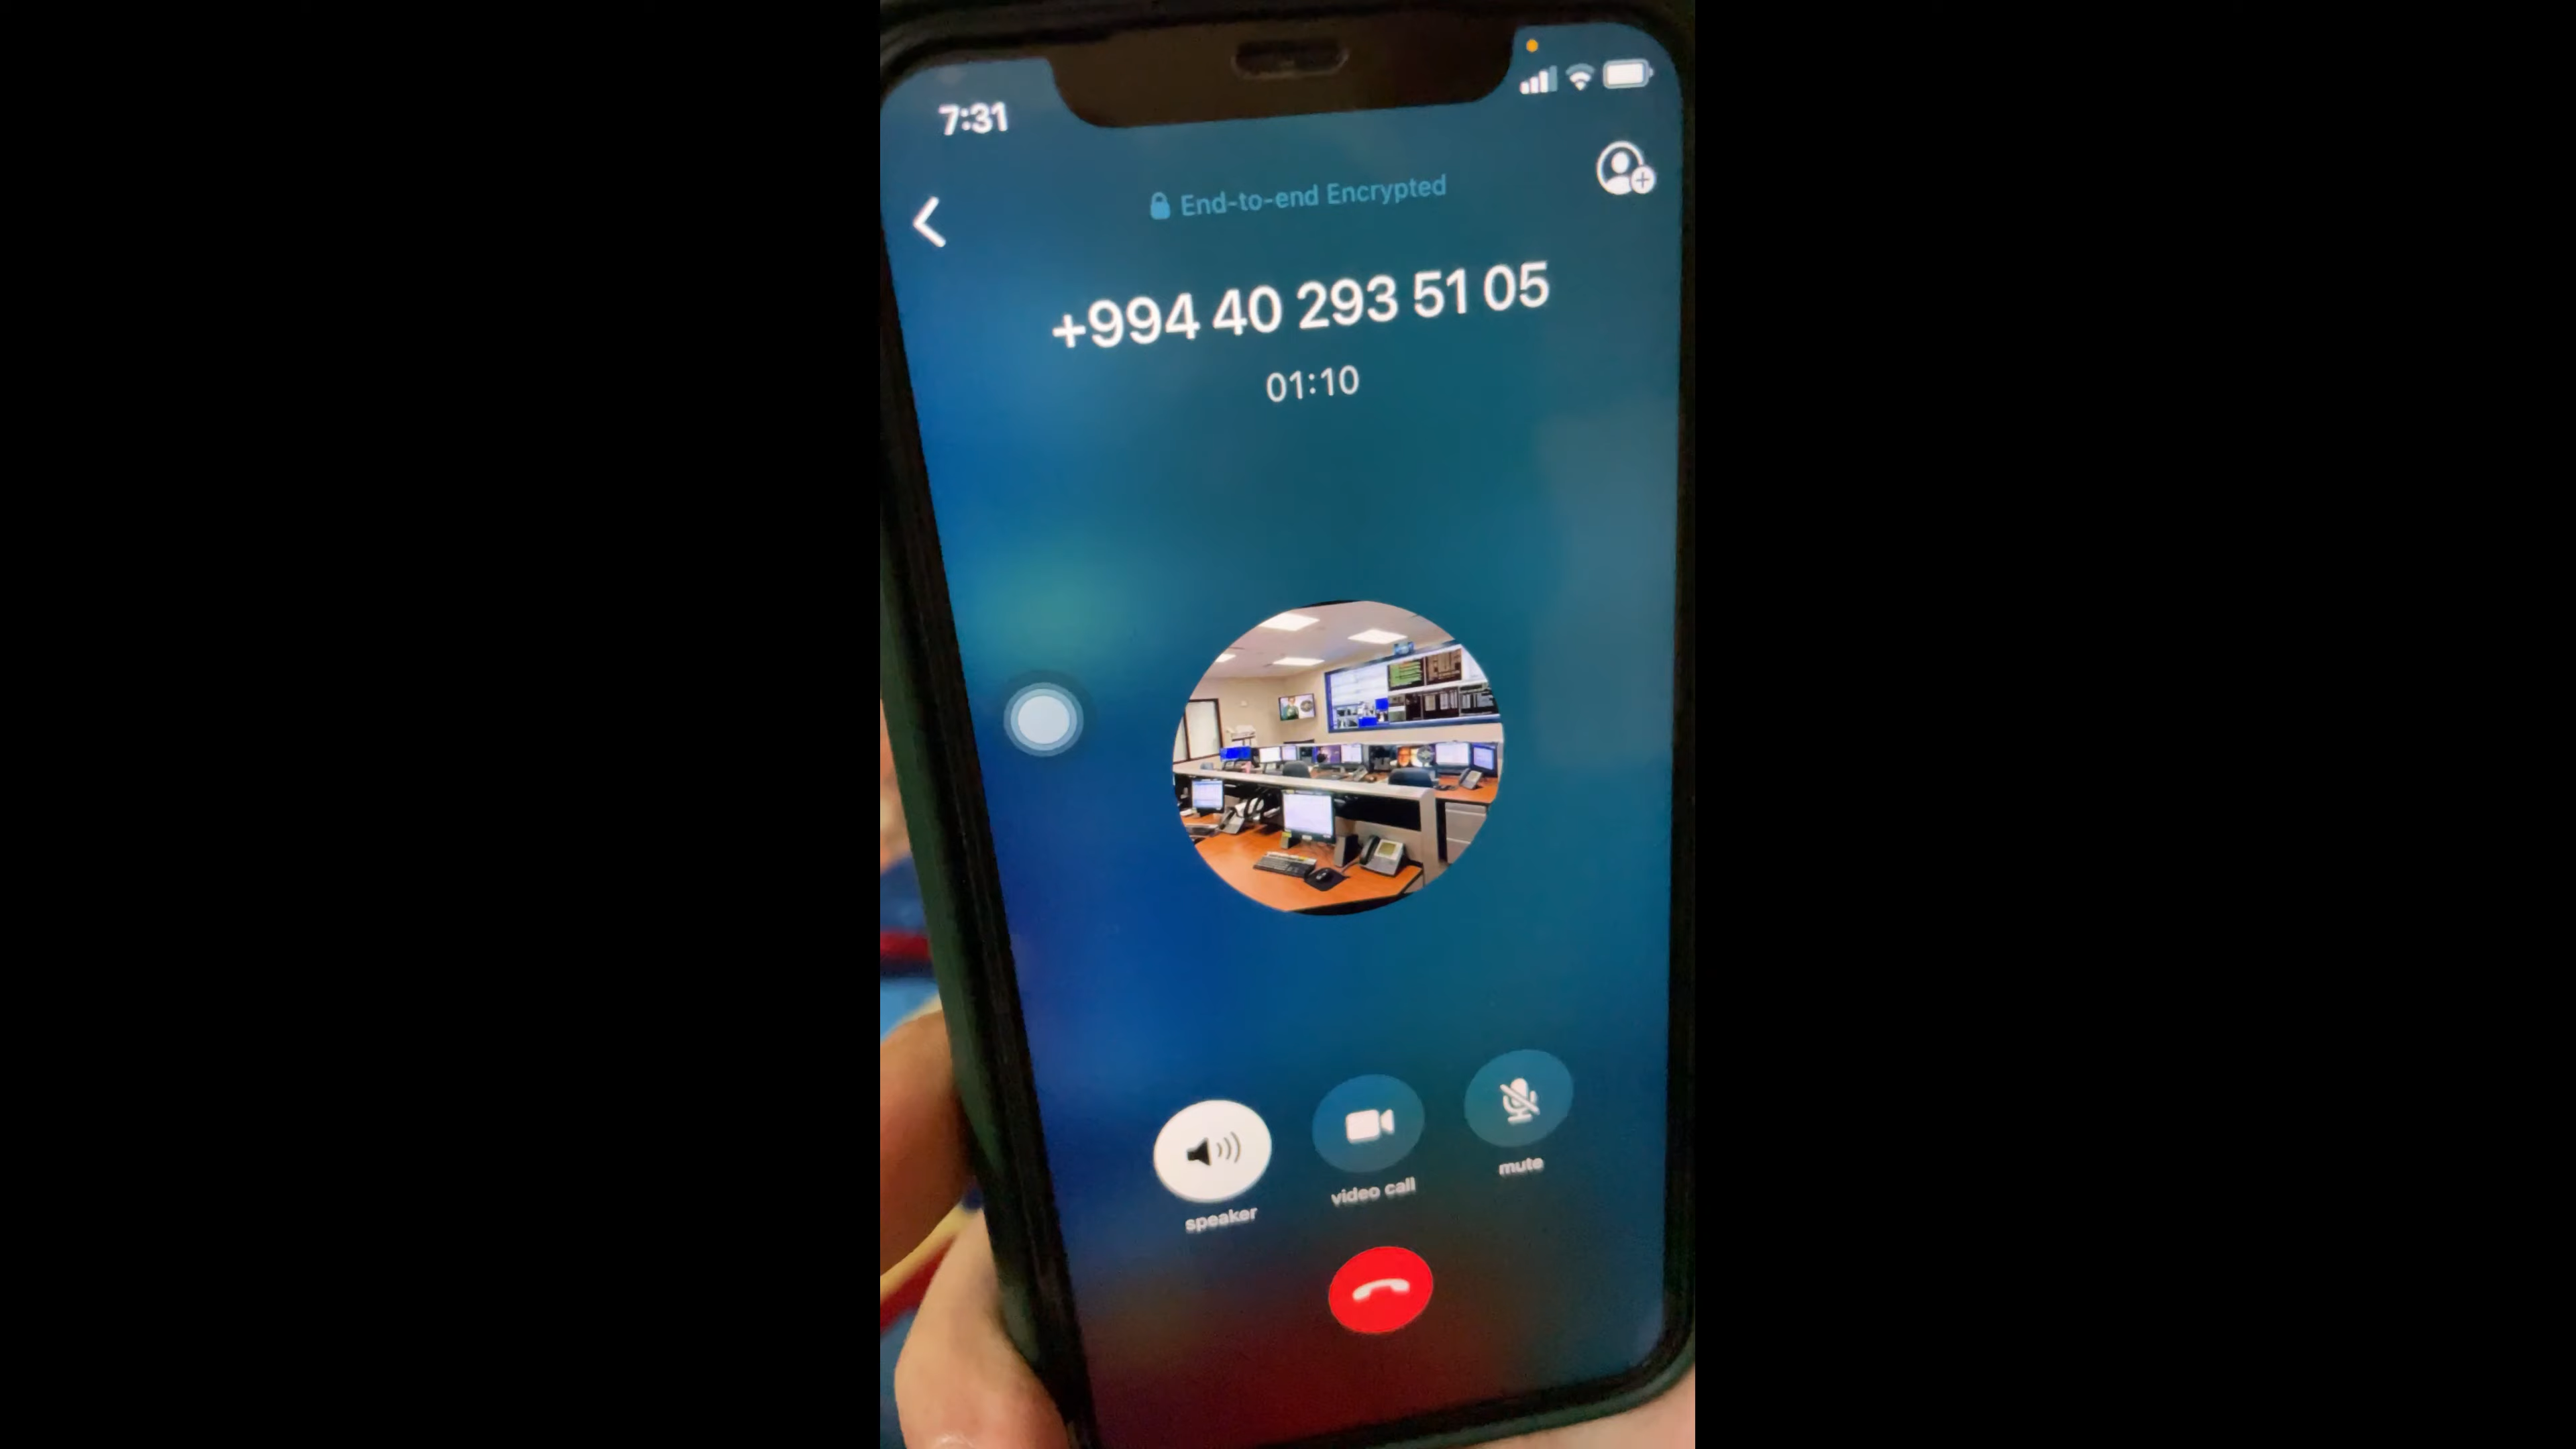 7:31
End-to-end Encrypted
+994 40 293 51 05
01:10
speaker
video call
mute